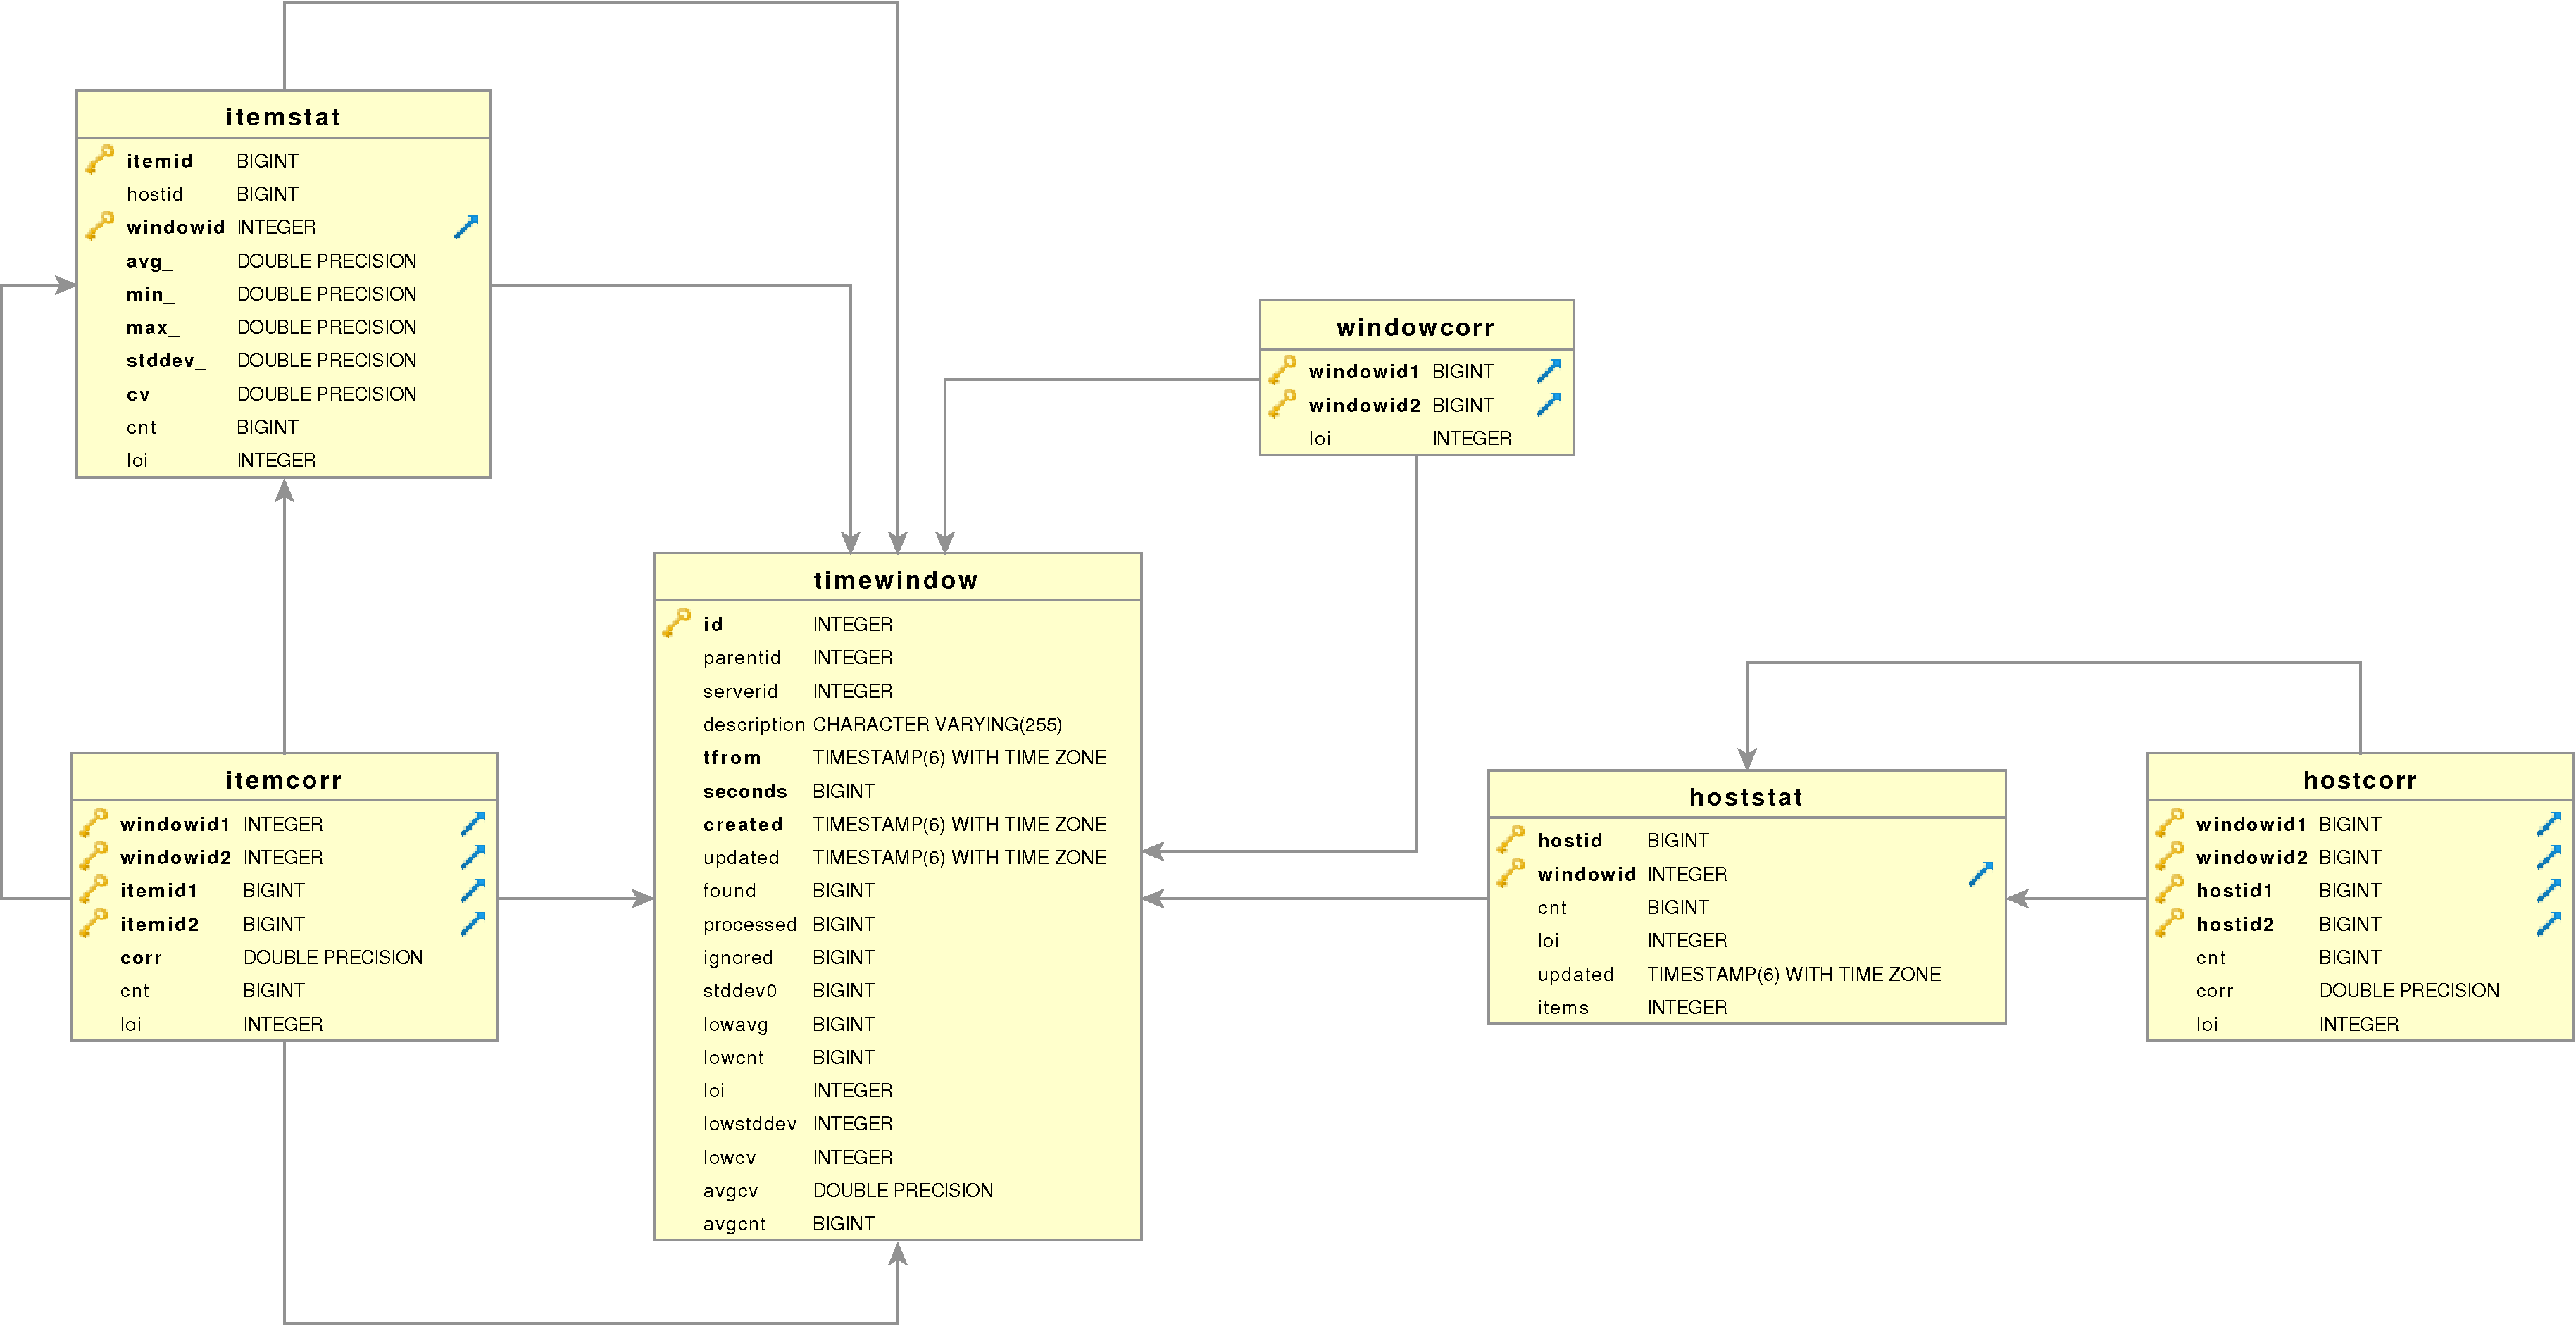 itemstat
itemid BIGINT
hostid BIGINT
windowid INTEGER
avg_ DOUBLE PRECISION
min_ DOUBLE PRECISION
max_ DOUBLE PRECISION
stddev_ DOUBLE PRECISION
cv DOUBLE PRECISION
cnt BIGINT
loi INTEGER
windowcorr
windowid1 BIGINT
windowid2 BIGINT
loi INTEGER
timewindow
id INTEGER
parentid INTEGER
serverid INTEGER
description CHARACTER VARYING(255)
tfrom TIMESTAMP(6) WITH TIME ZONE
seconds BIGINT
created TIMESTAMP(6) WITH TIME ZONE
updated TIMESTAMP(6) WITH TIME ZONE
found BIGINT
processed BIGINT
ignored BIGINT
stddev0 BIGINT
lowavg BIGINT
lowcnt BIGINT
loi INTEGER
lowstddev INTEGER
lowcv INTEGER
avgcv DOUBLE PRECISION
avgcnt BIGINT
itemcorr
windowid1 INTEGER
windowid2 INTEGER
itemid1 BIGINT
itemid2 BIGINT
corr DOUBLE PRECISION
cnt BIGINT
loi INTEGER
hoststat
hostid BIGINT
windowid INTEGER
cnt BIGINT
loi INTEGER
updated TIMESTAMP(6) WITH TIME ZONE
items INTEGER
hostcorr
windowid1 BIGINT
windowid2 BIGINT
hostid1 BIGINT
hostid2 BIGINT
cnt BIGINT
corr DOUBLE PRECISION
loi INTEGER